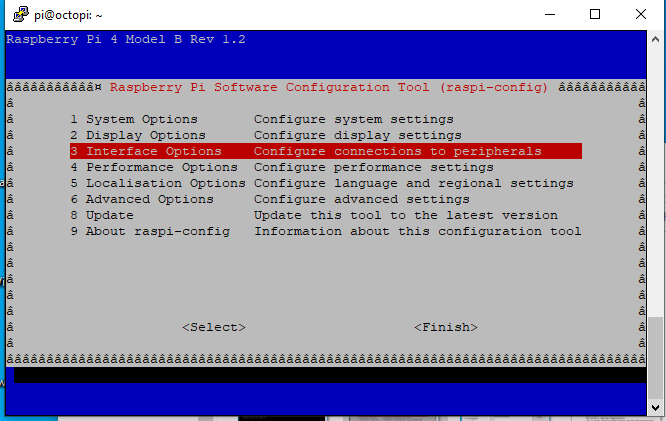 pi@octopi: ~
Raspberry Pi 4 Model B Rev 1.2
âââââââââââ¤ Raspberry Pi Software Configuration Tool (raspi-config) âââââââââââ
â â
â 1 System Options Configure system settings â
â 2 Display Options Configure display settings â
â 3 Interface Options Configure connections to peripherals â
â 4 Performance Options Configure performance settings â
â 5 Localisation Options Configure language and regional settings â
â 6 Advanced Options Configure advanced settings â
â 8 Update Update this tool to the latest version â
â 9 About raspi-config Information about this configuration tool â
â â
â â
â â
â â
â â
â <Select> <Finish> â
â â
ââââââââââââââââââââââââââââââââââââââââââââââââââââââââââââââââââââââââââââââââ